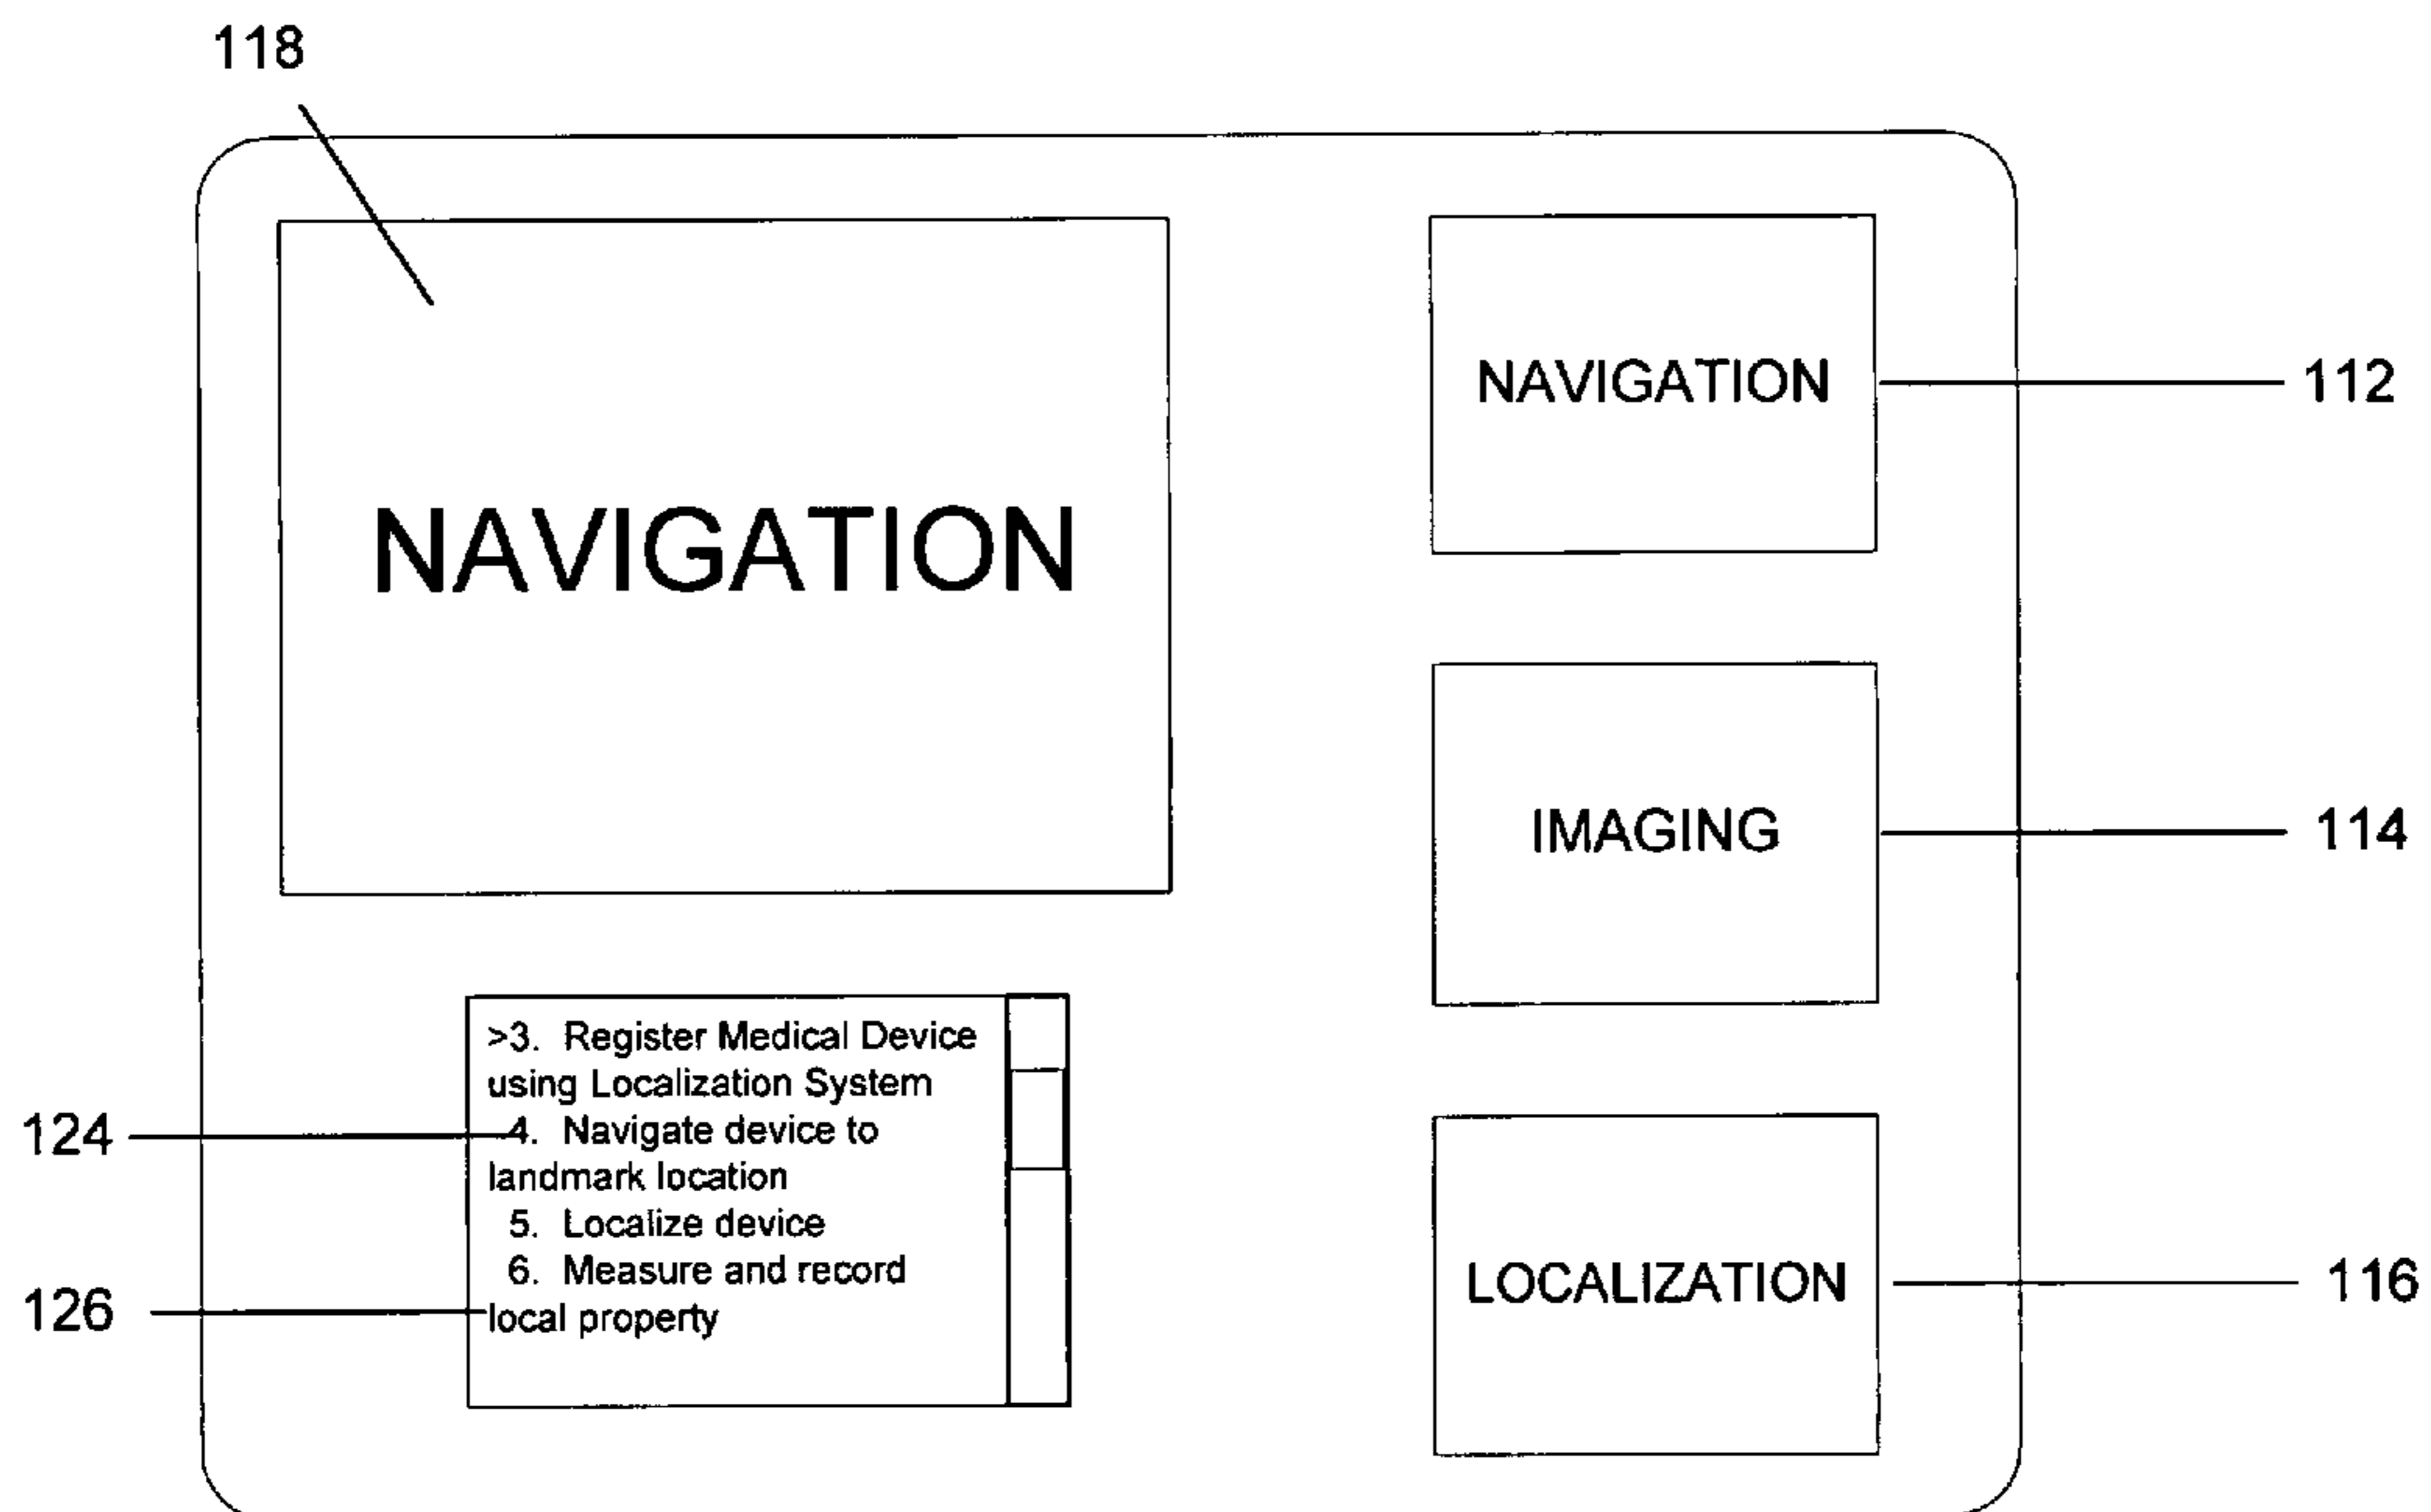 118
NAVIGATION
112
NAVIGATION
IMAGING
114
>3. Register Medical Device
using Localization System
4. Navigate device to
landmark location
5. Localize device
6. Measure and record
local property
124
126
LOCALIZATION
116